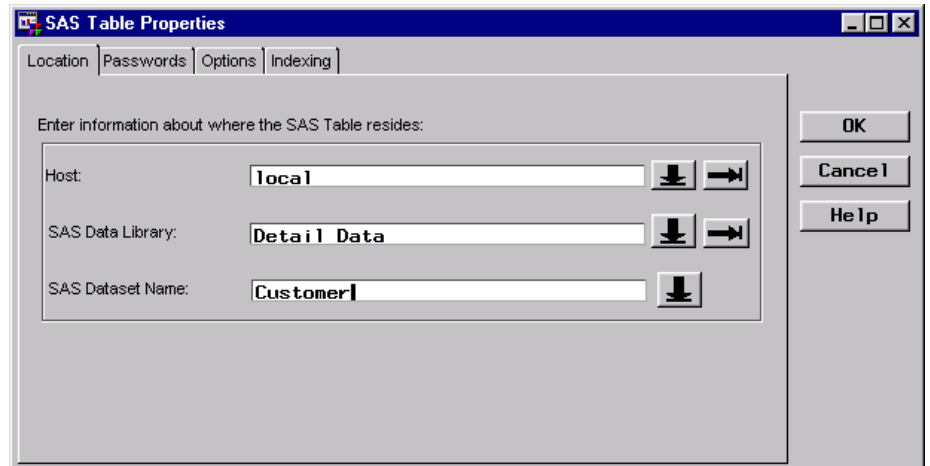 SAS Table Properties
Location Passwords Options Indexing
Enter information about where the SAS Table resides:
OK
Host: local
Cancel
SAS Data Library: Detail Data
Help
SAS Dataset Name: Customer